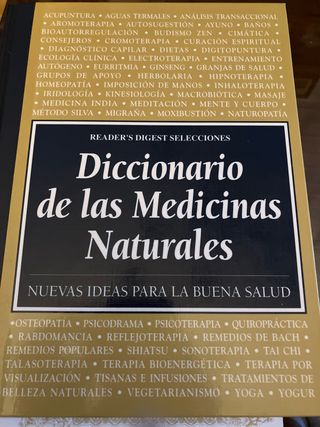 ACUPUNTURA • AGUAS TERMALES • ANÁLISIS TRANSACCIONAL
• AROMATERAPIA • AUTOSUGESTIÓN • AYUNO • BAÑOS •
BIOAUTORREGULACIÓN • BUDISMO ZEN • CIMÁTICA •
CONSEJEROS • CROMOTERAPIA • CURACIÓN ESPIRITUAL
• DIAGNÓSTICO CAPILAR • DIETAS • DIGITOPUNTURA •
ECOLOGÍA CLÍNICA • ELECTROTERAPIA • ENTRENAMIENTO
AUTÓGENO • EURITMIA • GINSENG • GRANJAS DE SALUD •
GRUPOS DE APOYO • HERBOLARIA • HIPNOTERAPIA •
HOMEOPATÍA • IMPOSICIÓN DE MANOS • INHALOTERAPIA
• IRIDOLOGÍA • KINESIOLOGÍA • MACROBIÓTICA • MASAJE
• MEDICINA INDIA • MEDITACIÓN • MENTE Y CUERPO •
MÉTODO SILVA • MIGRAÑA • MOXIBUSTIÓN • NATUROPATÍA
READER'S DIGEST SELECCIONES
Diccionario
de las Medicinas
Naturales
NUEVAS IDEAS PARA LA BUENA SALUD
• OSTEOPATÍA • PSICODRAMA • PSICOTERAPIA • QUIROPRÁCTICA •
RABDOMANCIA • REFLEJOTERAPIA • REMEDIOS DE BACH •
REMEDIOS POPULARES • SHIATSU • SONOTERAPIA • TAI CHI
• TALASOTERAPIA • TERAPIA BIOENERGÉTICA • TERAPIA POR
VISUALIZACIÓN • TISANAS E INFUSIONES • TRATAMIENTOS DE
BELLEZA NATURALES • VEGETARIANISMO • YOGA • YOGUR